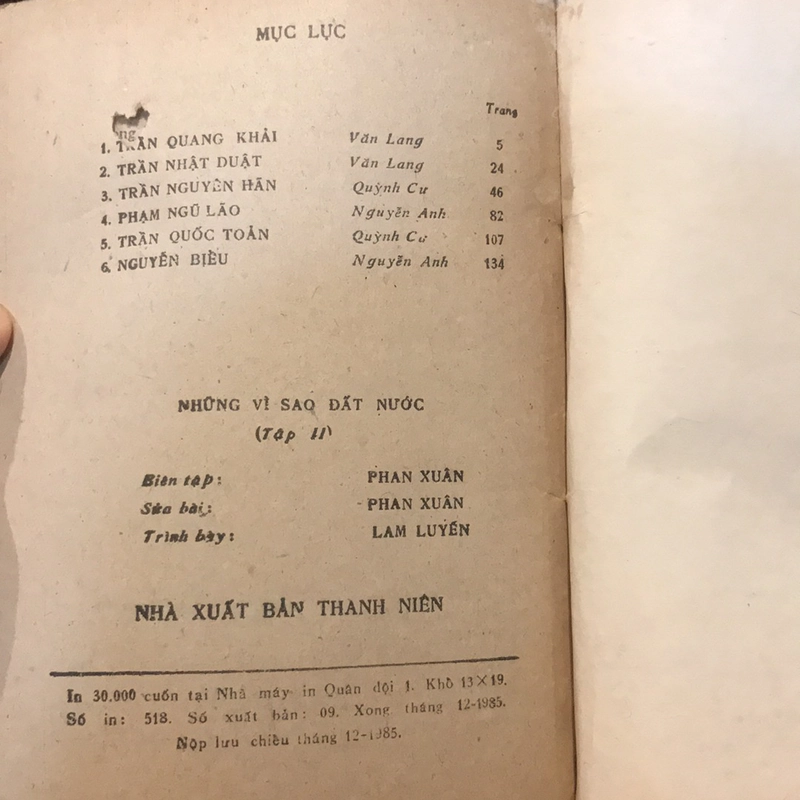 MỤC LỤC
Trang
1. TRẦN QUANG KHẢI Văn Lang 5
2. TRẦN NHẬT DUẬT Văn Lang 24
3. TRẦN NGUYÊN HÃN Quỳnh Cư 46
4. PHẠM NGŨ LÃO Nguyễn Anh 82
5. TRẦN QUỐC TOẢN Quỳnh Cư 107
6. NGUYỄN BIỂU Nguyễn Anh 134
NHỮNG VÌ SAO ĐẤT NƯỚC
(Tập II)
Biên tập: PHAN XUÂN
Sửa bài: PHAN XUÂN
Trình bày: LAM LUYẾN
NHÀ XUẤT BẢN THANH NIÊN
In 30.000 cuốn tại Nhà máy in Quân đội 1. Khổ 13×19.
Số in: 518. Số xuất bản: 09. Xong tháng 12-1985.
Nộp lưu chiều tháng 12-1985.